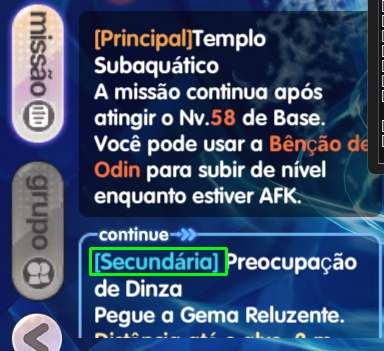 missão
grupo
[Principal]Templo
Subaquático
A missão continua após
atingir o Nv.58 de Base.
Você pode usar a Bênção de
Odin para subir de nível
enquanto estiver AFK.
continue
[Secundária] Preocupação
de Dinza
Pegue a Gema Reluzente.